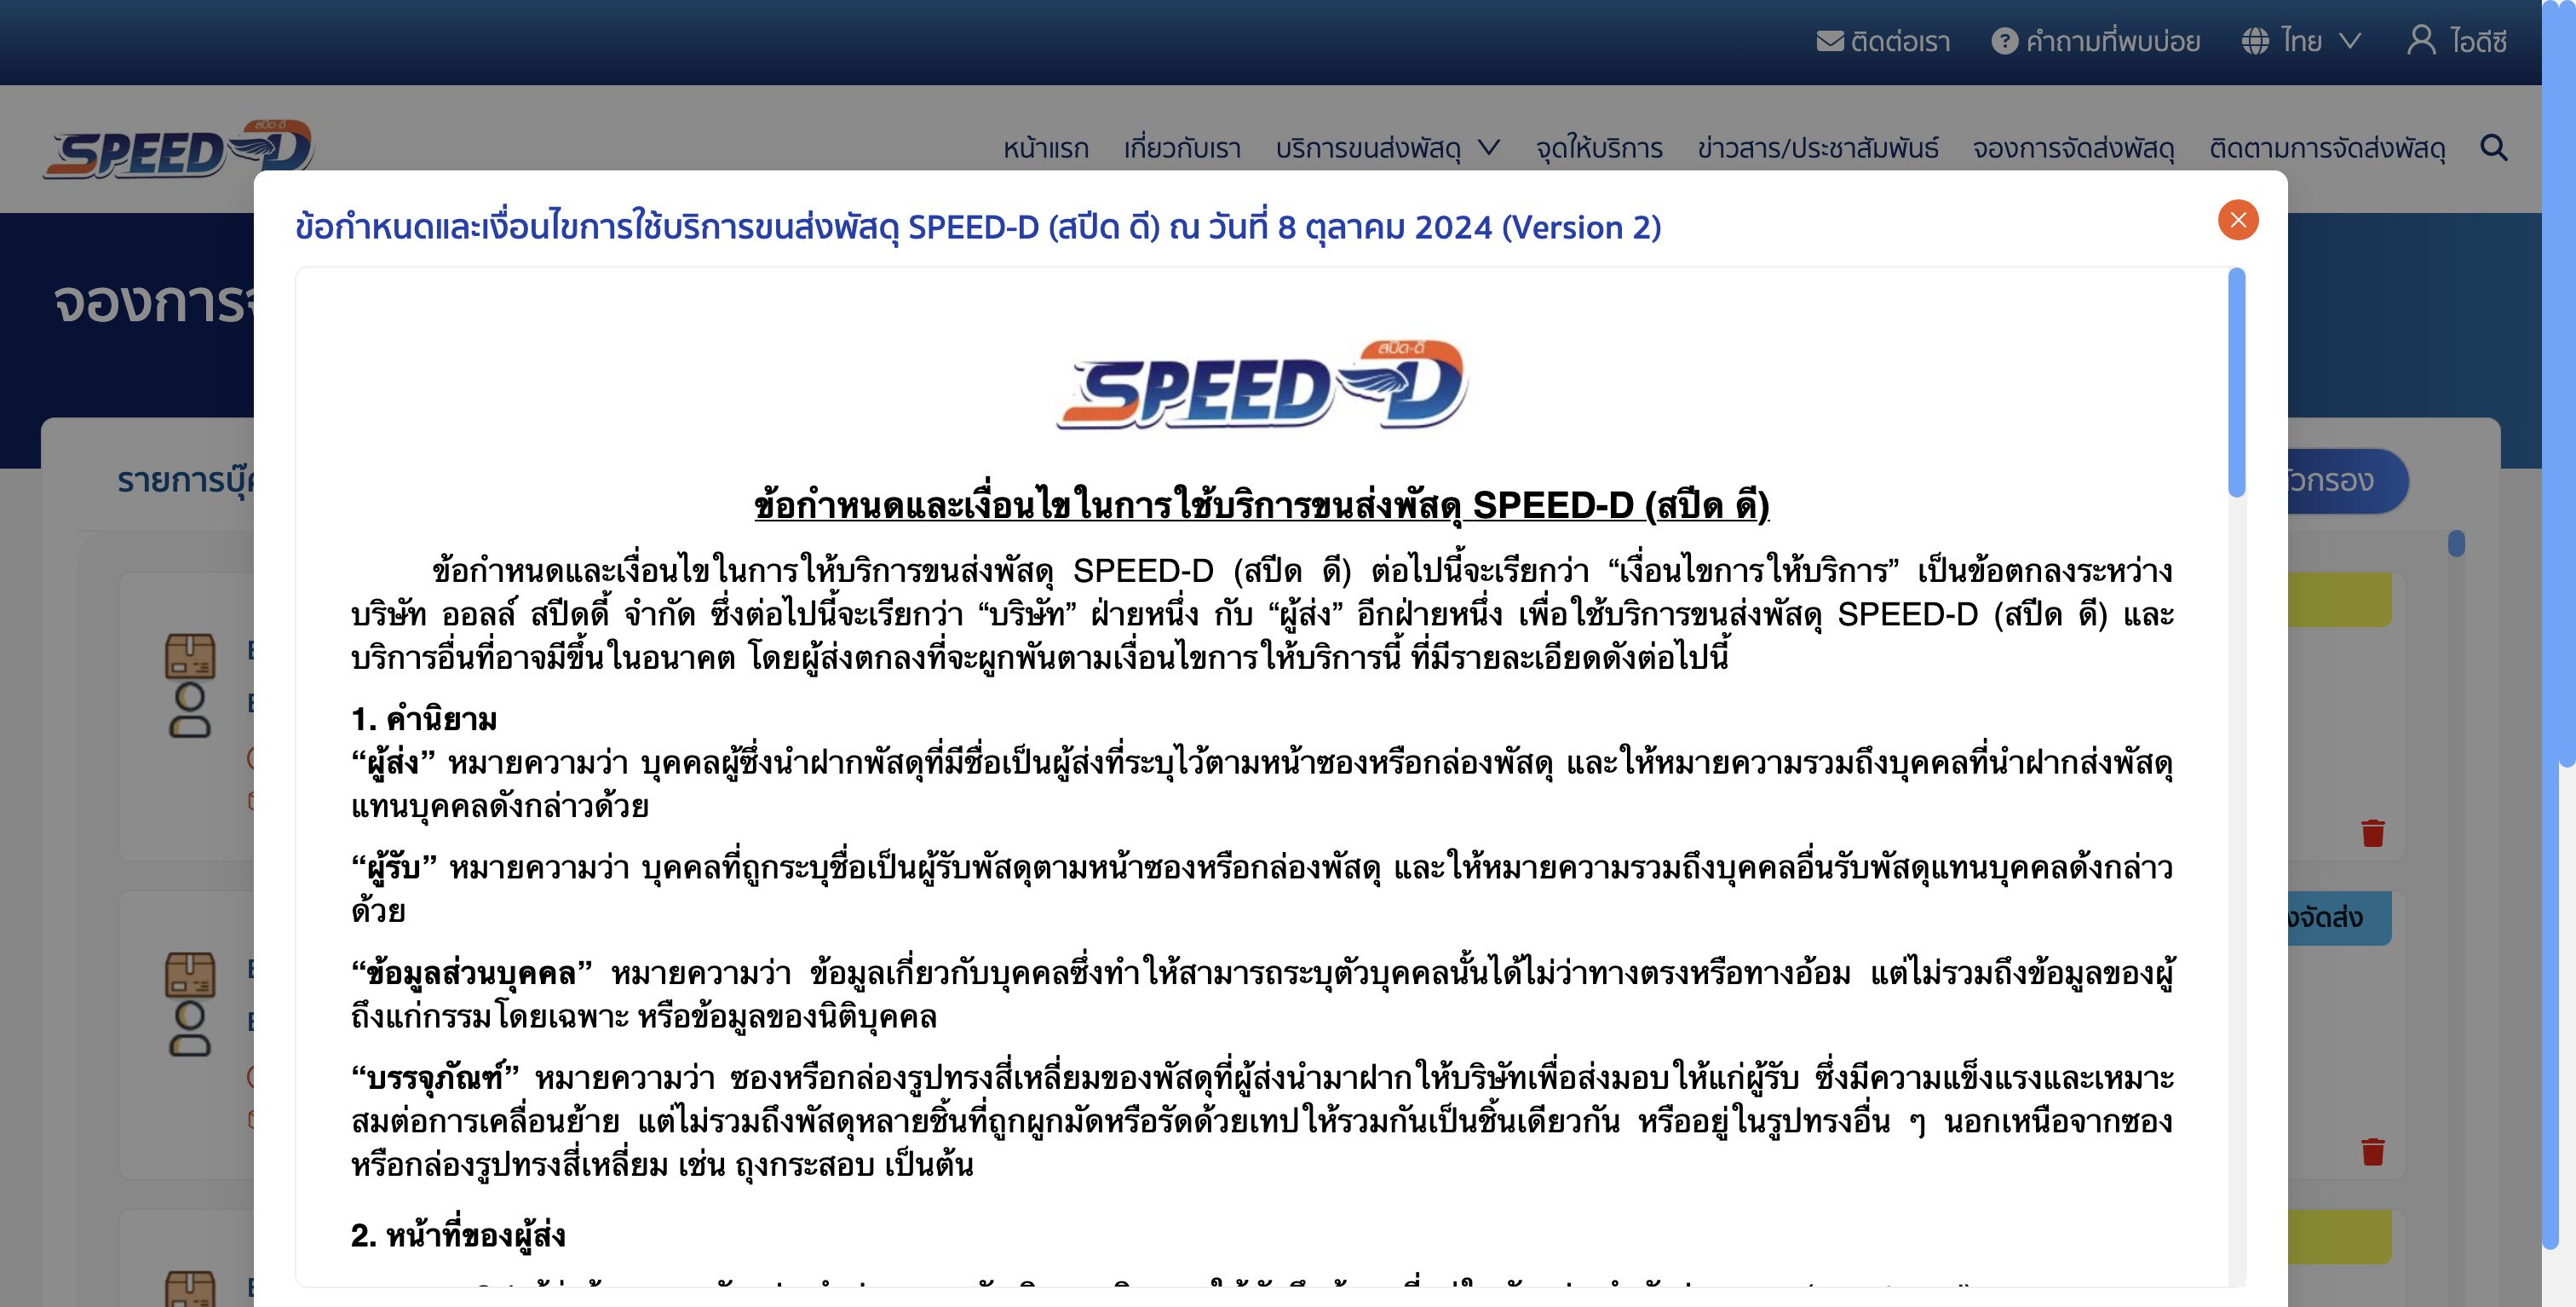 ติดต่อเรา คำถามที่พบบ่อย ไทย ไอดีซี
สปีด-ดี
SPEED-D
หน้าแรก เกี่ยวกับเรา บริการขนส่งพัสดุ จุดให้บริการ ข่าวสาร/ประชาสัมพันธ์ จองการจัดส่งพัสดุ ติดตามการจัดส่งพัสดุ
ข้อกำหนดและเงื่อนไขการใช้บริการขนส่งพัสดุ SPEED-D (สปีด ดี) ณ วันที่ 8 ตุลาคม 2024 (Version 2)
จองการ
รายการ
สปีด-ดี
SPEED-D
ข้อกำหนดและเงื่อนไขในการใช้บริการขนส่งพัสดุ SPEED-D (สปีด ดี)
ข้อกำหนดและเงื่อนไขในการให้บริการขนส่งพัสดุ SPEED-D (สปีด ดี) ต่อไปนี้จะเรียกว่า “เงื่อนไขการให้บริการ” เป็นข้อตกลงระหว่าง
บริษัท ออลล์ สปีดดี้ จำกัด ซึ่งต่อไปนี้จะเรียกว่า “บริษัท” ฝ่ายหนึ่ง กับ “ผู้ส่ง” อีกฝ่ายหนึ่ง เพื่อใช้บริการขนส่งพัสดุ SPEED-D (สปีด ดี) และ
บริการอื่นที่อาจมีขึ้นในอนาคต โดยผู้ส่งตกลงที่จะผูกพันตามเงื่อนไขการให้บริการนี้ ที่มีรายละเอียดดังต่อไปนี้
1. คำนิยาม
“ผู้ส่ง” หมายความว่า บุคคลผู้ซึ่งนำฝากพัสดุที่มีชื่อเป็นผู้ส่งที่ระบุไว้ตามหน้าซองหรือกล่องพัสดุ และให้หมายความรวมถึงบุคคลที่นำฝากส่งพัสดุ
แทนบุคคลดังกล่าวด้วย
“ผู้รับ” หมายความว่า บุคคลที่ถูกระบุชื่อเป็นผู้รับพัสดุตามหน้าซองหรือกล่องพัสดุ และให้หมายความรวมถึงบุคคลอื่นรับพัสดุแทนบุคคลดังกล่าว
ด้วย
“ข้อมูลส่วนบุคคล” หมายความว่า ข้อมูลเกี่ยวกับบุคคลซึ่งทำให้สามารถระบุตัวบุคคลนั้นได้ไม่ว่าทางตรงหรือทางอ้อม แต่ไม่รวมถึงข้อมูลของผู้
ถึงแก่กรรมโดยเฉพาะ หรือข้อมูลของนิติบุคคล
“บรรจุภัณฑ์” หมายความว่า ซองหรือกล่องรูปทรงสี่เหลี่ยมของพัสดุที่ผู้ส่งนำมาฝากให้บริษัทเพื่อส่งมอบให้แก่ผู้รับ ซึ่งมีความแข็งแรงและเหมาะ
สมต่อการเคลื่อนย้าย แต่ไม่รวมถึงพัสดุหลายชิ้นที่ถูกผูกมัดหรือรัดด้วยเทปให้รวมกันเป็นชิ้นเดียวกัน หรืออยู่ในรูปทรงอื่น ๆ นอกเหนือจากซอง
หรือกล่องรูปทรงสี่เหลี่ยม เช่น ถุงกระสอบ เป็นต้น
2. หน้าที่ของผู้ส่ง
วกรอง
งจัดส่ง